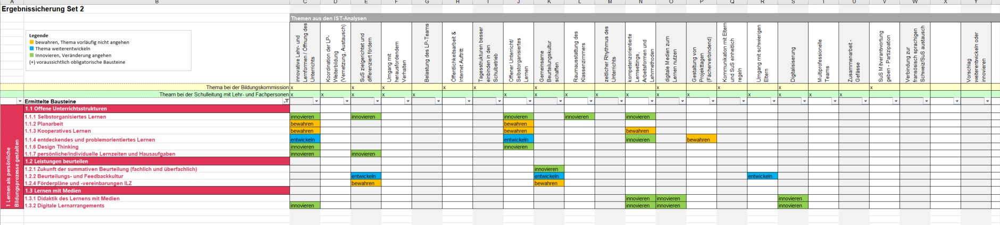 A B C D E F G H I J K L M N O P Q R S T U V W X Y
Ergebnissicherung Set 2
Themen aus den IST-Analysen
Legende
bewahren, Thema vorläufig nicht angehen
Thema weiterentwickeln
Innovieren, Veränderung angehen
(+) voraussichtlich obligatorische Bausteine
innovative Lehr- und
Lernformen / Öffnung des
Unterrichts
Koordination der LP-
Weiterbildung
(Vernetzung, Austausch)
SuS zielgerichtet und
differenziert fördern
Umgang mit
herausforderndem
Verhalten
Belastung des LP-Teams
Öffentlichkeitsarbeit &
Internet Auftritt
Tagesstrukturen besser
einbinden in den
Schulbetrieb
Offener Unterricht/
Selbstorganisiertes
Lernen
Gemeinsame
Beurteilungskultur
schaffen
Raumausstattung des
Klassenzimmers
zeitlicher Rhythmus des
Unterrichts
kompetenzorientierte
Lernsettings,
Arbeitsformen und
Lehrmethoden
digitale Medien zum
Lernen nutzen
Gestaltung von
Projekttagen
(Fächerverbindend)
Kommunikation mit Eltern
und SuS einheitlich
regeln
Umgang mit schwierigen
Eltern
Digitalisierung
Multiprofessionelle
Teams
Zusammenarbeit -
Gefässe
SuS Mitverantwortung
geben - Partizipation
Verbindung zur
französeisch sprachigen
Schweiz/SuS austausch
Vorschlag
weiterentwickeln oder
innovieren
Thema bei der Bildungskommission x x x x x x x x x
Theam bei der Schulleitung mit Lehr- und Fachpersonen x x x x x x x x x x x x x x
Ermittelte Bausteine
1 Lernen als persönliche
Bildungsprozesse gestalten
1.1 Offene Unterrichtsstrukturen
1.1.1 Selbstorganisiertes Lernen innovieren innovieren innovieren innovieren innovieren
1.1.2 Planarbeit bewahren bewahren
1.1.3 Kooperatives Lernen bewahren bewahren bewahren
1.1.4 entdeckendes und problemorientiertes Lernen entwickeln entwickeln innovieren bewahren
1.1.6 Design Thinking innovieren innovieren
1.1.7 persönliche/individuelle Lernzeiten und Hausaufgaben innovieren innovieren
1.2 Leistungen beurteilen
1.2.1 Zukunft der summativen Beurteilung (fachlich und überfachlich) innovieren
1.2.2 Beurteilungs- und Feedbackkultur entwickeln entwickeln entwickeln
1.2.4 Förderpläne und -vereinbarungen ILZ bewahren bewahren
1.3 Lernen mit Medien
1.3.1 Didaktik des Lernens mit Medien innovieren innovieren innovieren
1.3.2 Digitale Lernarrangements innovieren innovieren innovieren innovieren